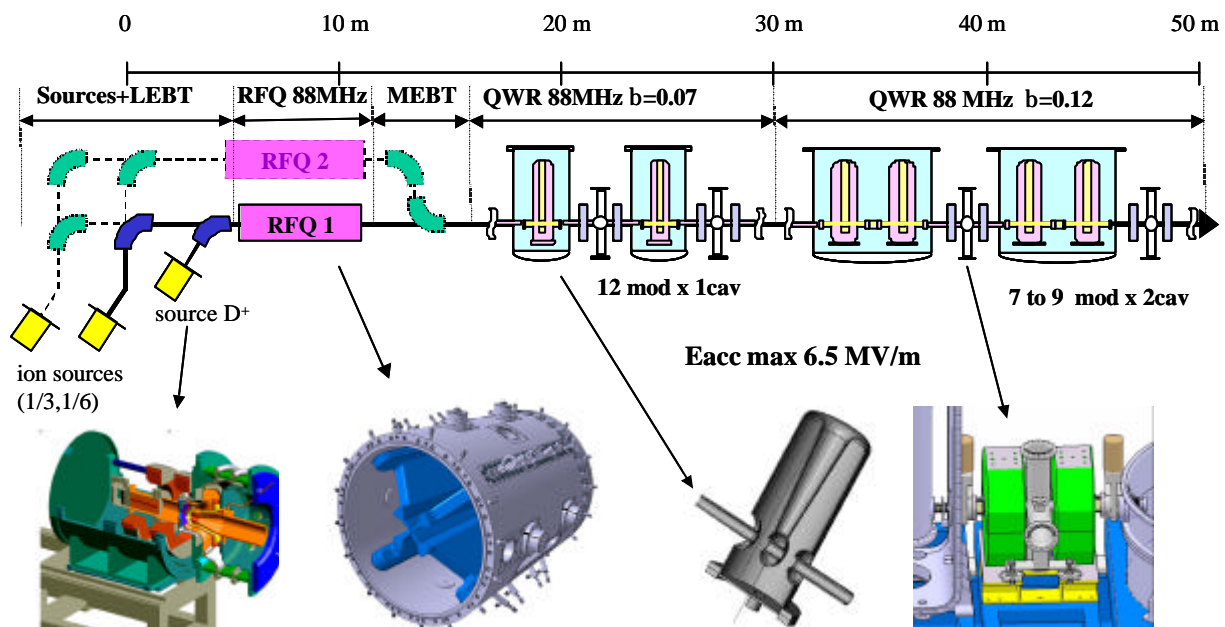 0 10 m 20 m 30 m 40 m 50 m
Sources+LEBT RFQ 88MHz MEBT QWR 88MHz b=0.07 QWR 88 MHz b=0.12
RFQ 2
RFQ 1
12 mod x 1cav
7 to 9 mod x 2cav
source D+
Eacc max 6.5 MV/m
ion sources
(1/3,1/6)